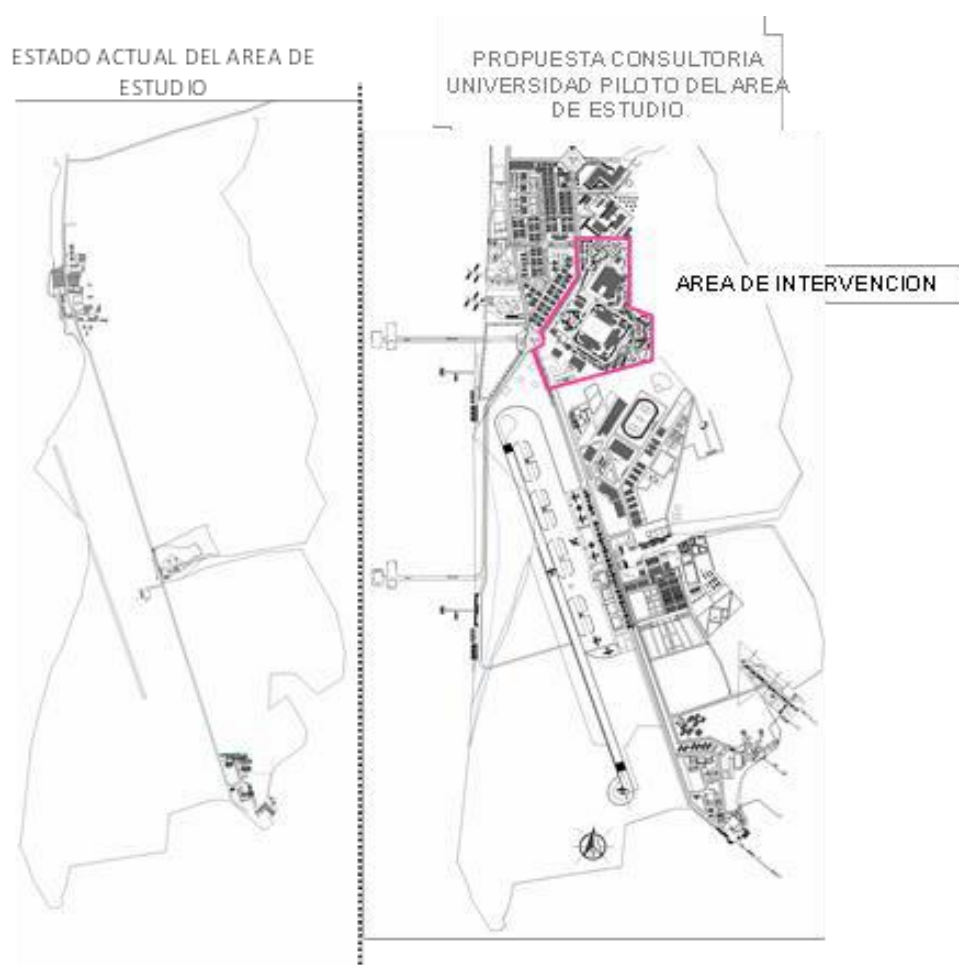 ESTADO ACTUAL DEL AREA DE
ESTUDIO
PROPUESTA CONSULTORIA
UNIVERSIDAD PILOTO DEL AREA
DE ESTUDIO.
AREA DE INTERVENCION